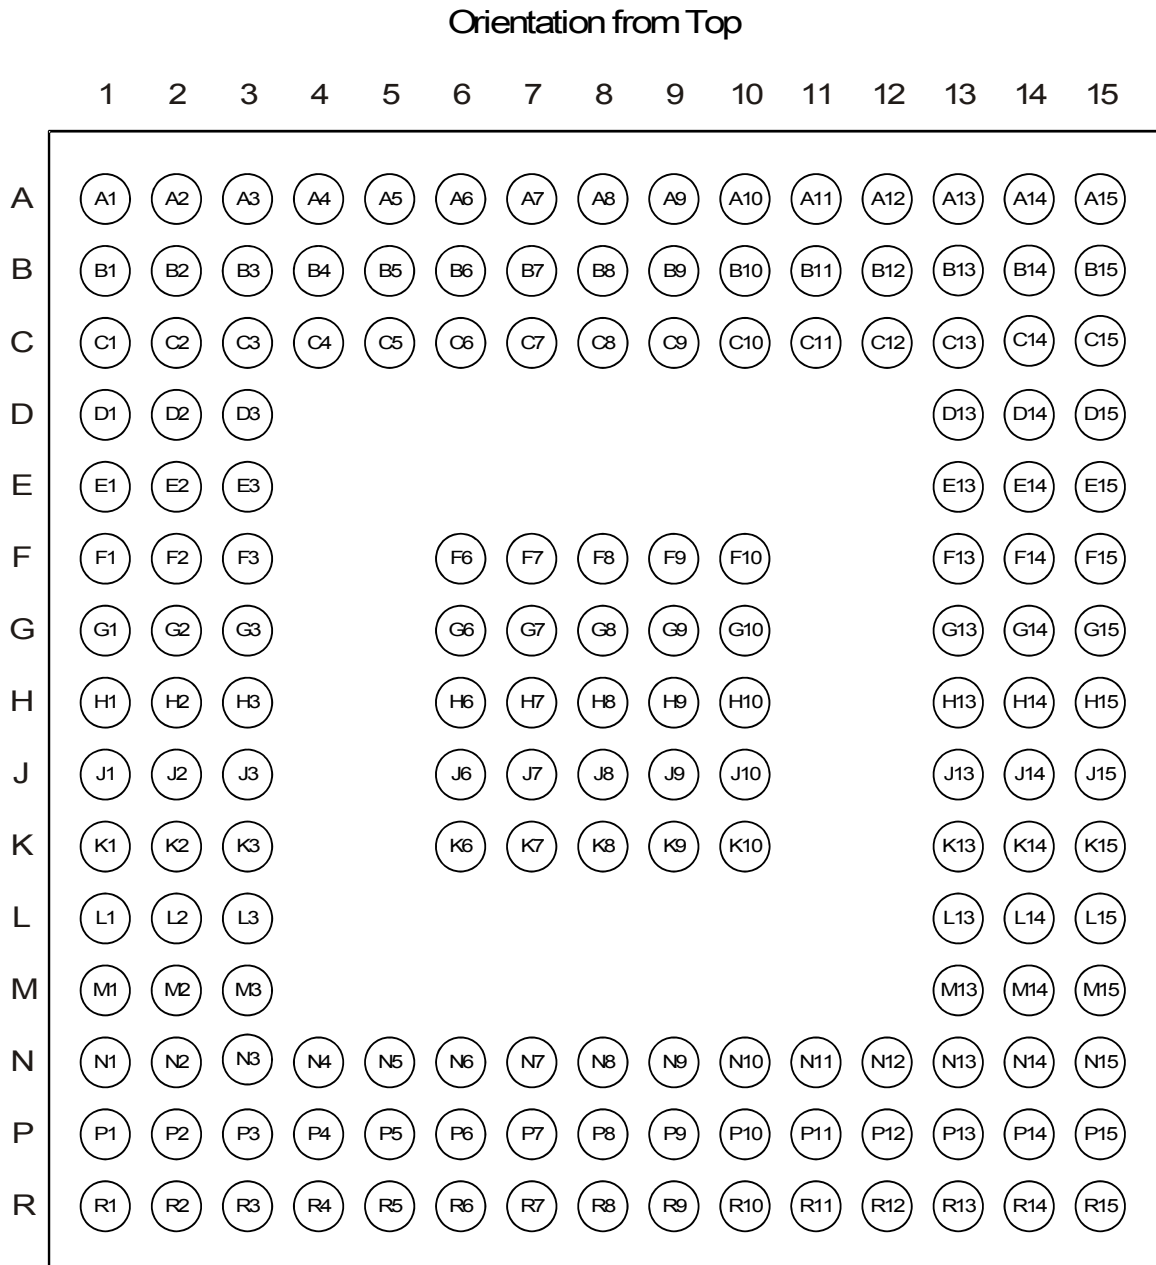 Orientation from Top
1 2 3 4 5 6 7 8 9 10 11 12 13 14 15
A A1 A2 A3 A4 A5 A6 A7 A8 A9 A10 A11 A12 A13 A14 A15
B B1 B2 B3 B4 B5 B6 B7 B8 B9 B10 B11 B12 B13 B14 B15
C C1 C2 C3 C4 C5 C6 C7 C8 C9 C10 C11 C12 C13 C14 C15
D D1 D2 D3 D13 D14 D15
E E1 E2 E3 E13 E14 E15
F F1 F2 F3 F6 F7 F8 F9 F10 F13 F14 F15
G G1 G2 G3 G6 G7 G8 G9 G10 G13 G14 G15
H H1 H2 H3 H6 H7 H8 H9 H10 H13 H14 H15
J J1 J2 J3 J6 J7 J8 J9 J10 J13 J14 J15
K K1 K2 K3 K6 K7 K8 K9 K10 K13 K14 K15
L L1 L2 L3 L13 L14 L15
M M1 M2 M3 M13 M14 M15
N N1 N2 N3 N4 N5 N6 N7 N8 N9 N10 N11 N12 N13 N14 N15
P P1 P2 P3 P4 P5 P6 P7 P8 P9 P10 P11 P12 P13 P14 P15
R R1 R2 R3 R4 R5 R6 R7 R8 R9 R10 R11 R12 R13 R14 R15